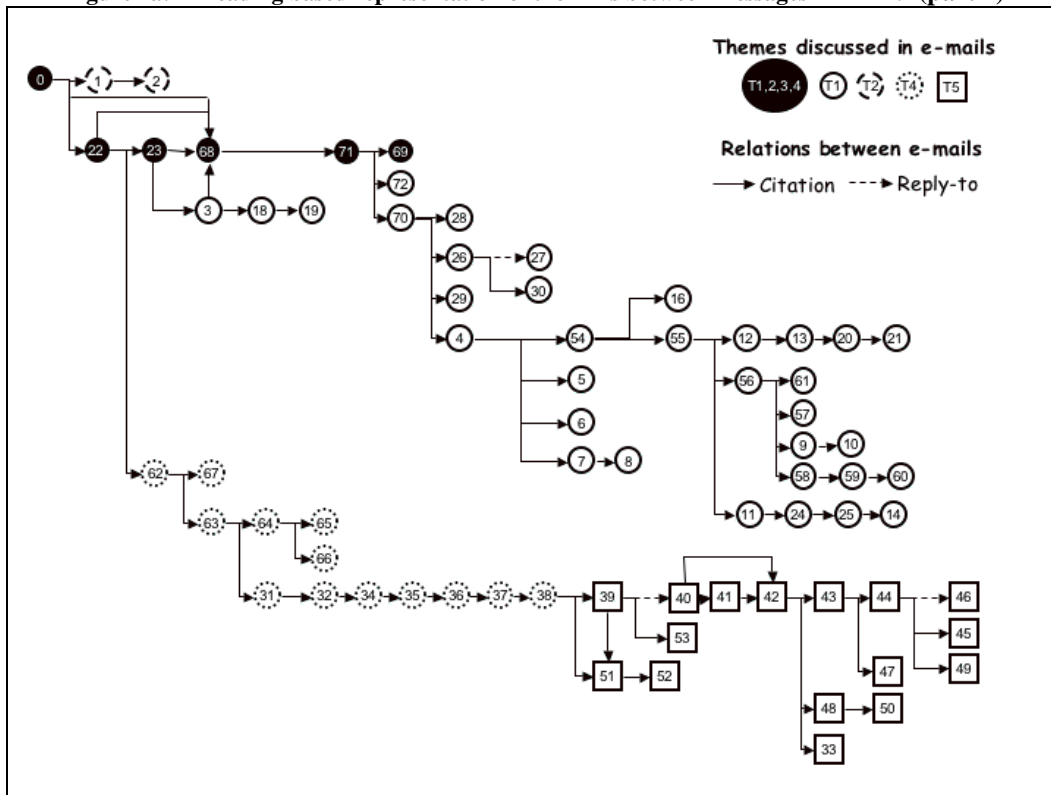 Themes discussed in e-mails
T1,2,3,4 T1 T2 T4 T5
Relations between e-mails
Citation Reply-to
0 1 2
22 23 68 71 69
72
3 18 19
70 28
26 27
30
29 16
4 54 55 12 13 20 21
5 56 61
57
6
9 10
7 8
58 59 60
62 67
11 24 25 14
63 64 65
66
31 32 34 35 36 37 38 39 40 41 42 43 44 46
53 45
51 52 47 49
48 50
33